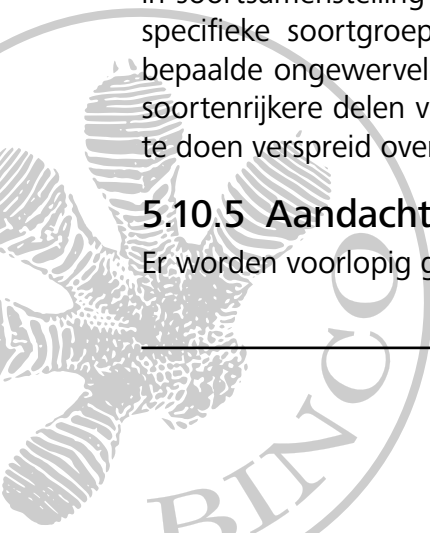 in soortsamenstelling
specifieke soortgroep
bepaalde ongewervel
soortenrijkere delen v
te doen verspreid over
5.10.5 Aandacht
Er worden voorlopig g
BINCO